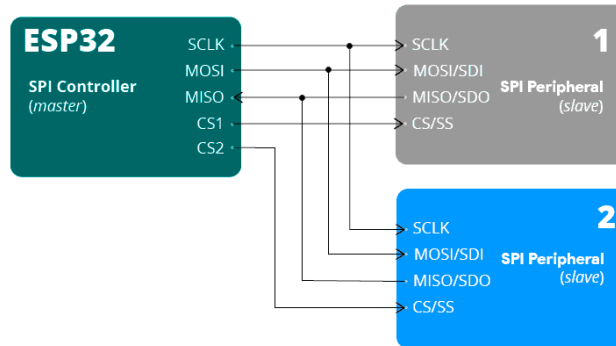 ESP32
SPI Controller
(master)
SCLK
MOSI
MISO
CS1
CS2
1
SPI Peripheral
(slave)
SCLK
MOSI/SDI
MISO/SDO
CS/SS
2
SPI Peripheral
(slave)
SCLK
MOSI/SDI
MISO/SDO
CS/SS